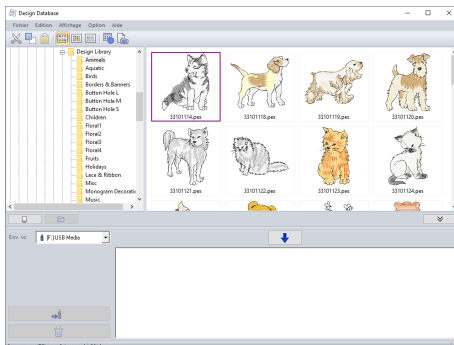 Design Database
Fichier Edition Affichage Option Aide
Design Library
Animals
Aquatic
Birds
Borders & Banners
Button Hole L
Button Hole M
Button Hole S
Children
Floral1
Floral2
Floral3
Floral4
Fruits
Holidays
Lace & Ribbon
Misc
Monogram Decoratio
Music
33101114.pes 33101118.pes 33101119.pes 33101120.pes
33101121.pes 33101122.pes 33101123.pes 33101124.pes
Env. vc [F:] USB Media